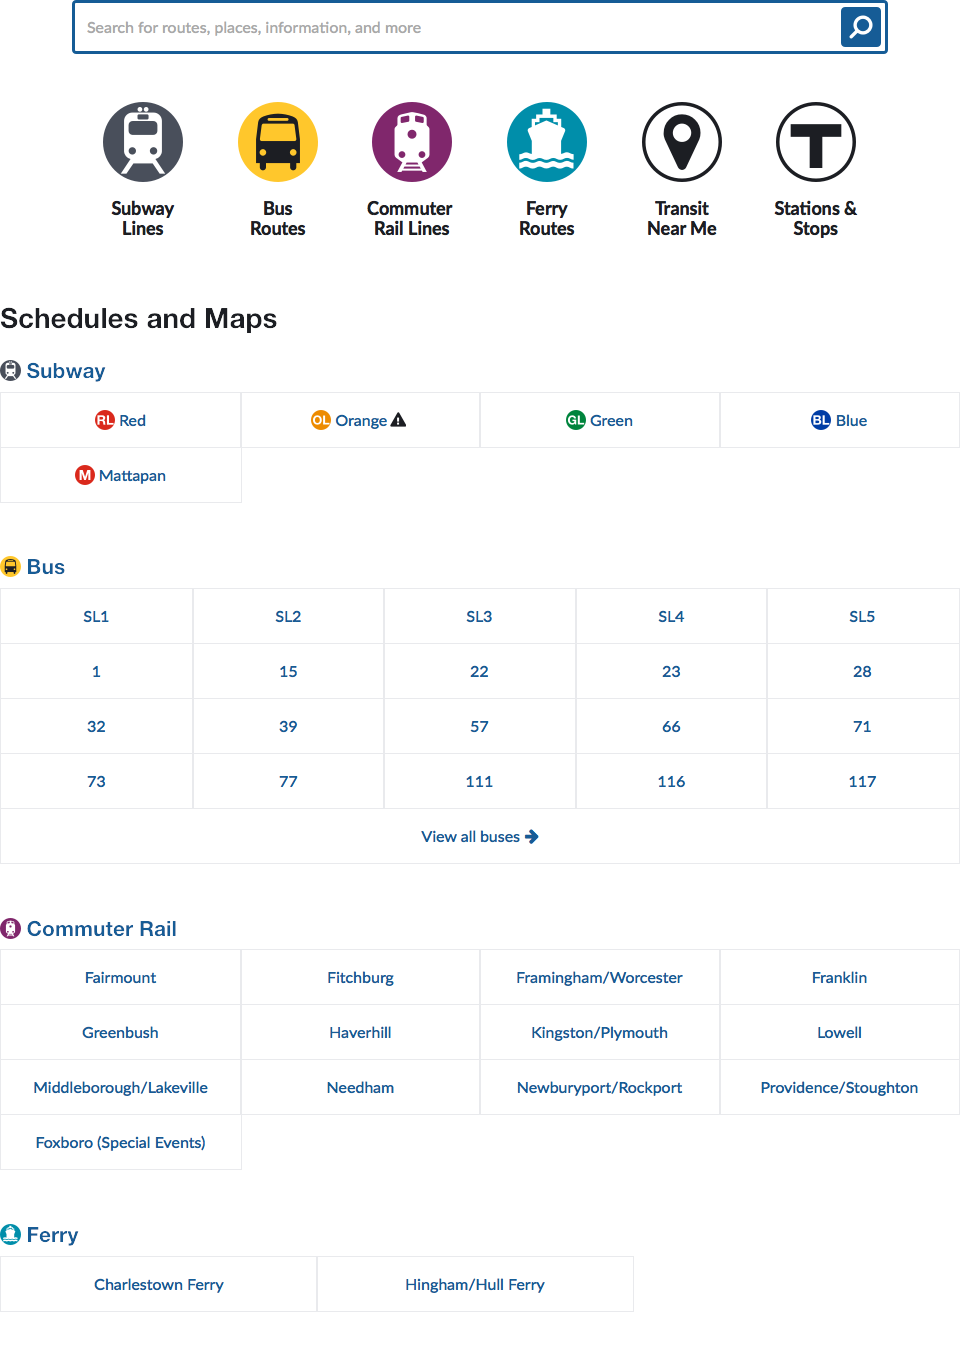 Search for routes, places, information, and more
Subway Lines
Bus Routes
Commuter Rail Lines
Ferry Routes
Transit Near Me
Stations & Stops
Schedules and Maps
Subway
RL Red
OL Orange
GL Green
BL Blue
M Mattapan
Bus
SL1 SL2 SL3 SL4 SL5
1 15 22 23 28
32 39 57 66 71
73 77 111 116 117
View all buses
Commuter Rail
Fairmount
Fitchburg
Framingham/Worcester
Franklin
Greenbush
Haverhill
Kingston/Plymouth
Lowell
Middleborough/Lakeville
Needham
Newburyport/Rockport
Providence/Stoughton
Foxboro (Special Events)
Ferry
Charlestown Ferry
Hingham/Hull Ferry